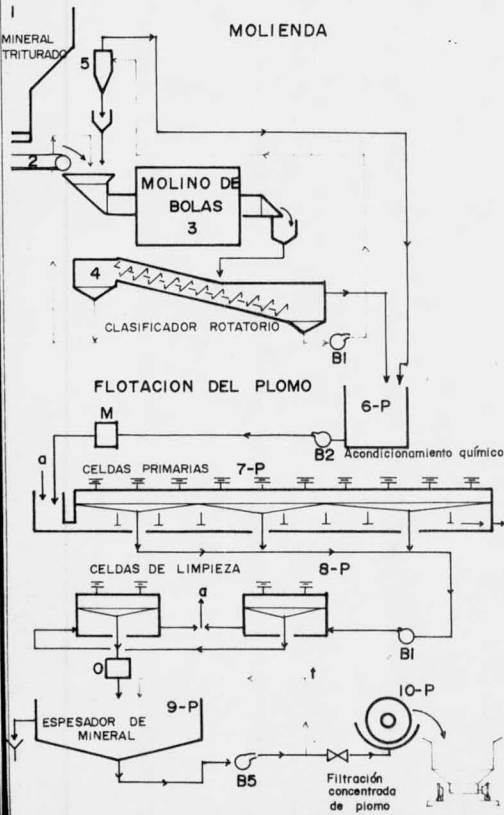 1
MINERAL
TRITURADO
MOLIENDA
5
2
MOLINO DE
BOLAS
3
4
CLASIFICADOR ROTATORIO
B1
FLOTACION DEL PLOMO
6-P
M
B2
Acondicionamiento químico
a
CELDAS PRIMARIAS
7-P
CELDAS DE LIMPIEZA
8-P
a
B1
O
t
9-P
ESPESADOR DE
MINERAL
10-P
B5
Filtración
concentrada
de plomo